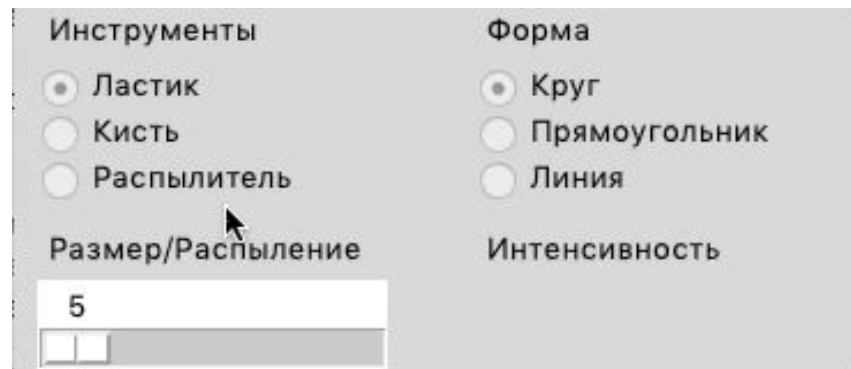 Инструменты
Ластик
Кисть
Распылитель
Форма
Круг
Прямоугольник
Линия
Размер/Распыление
5
Интенсивность